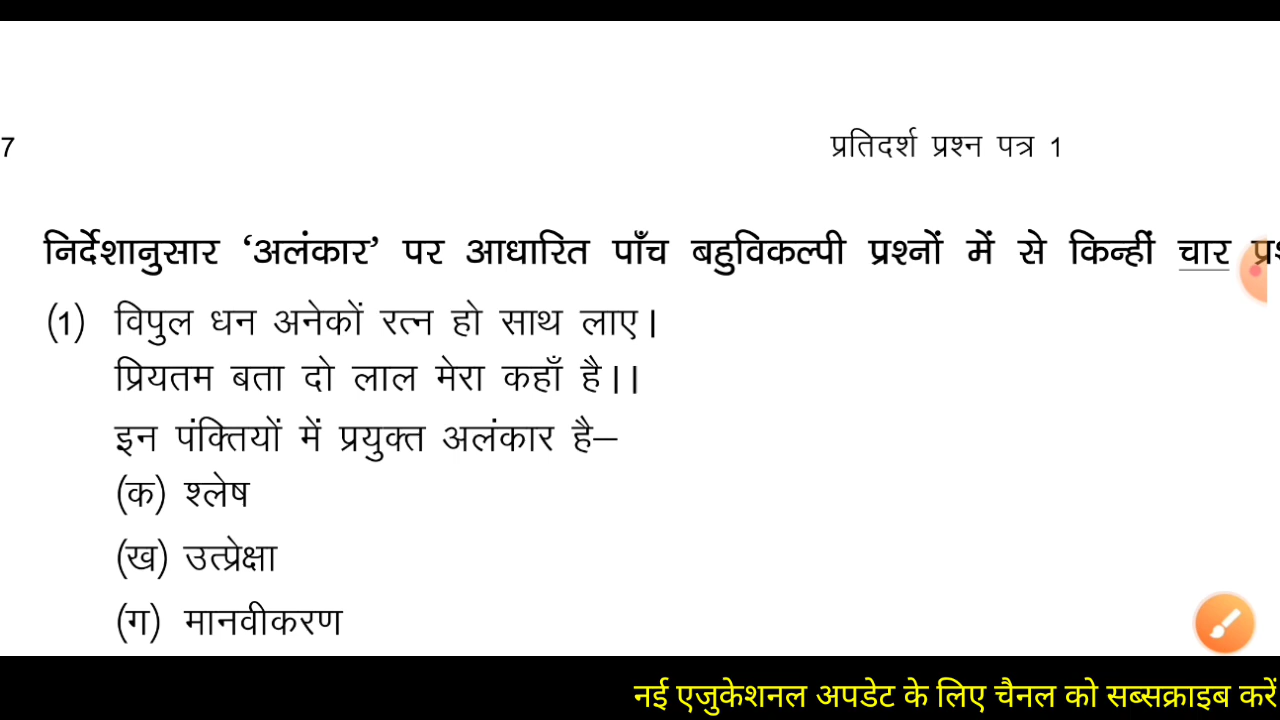 7
प्रतिदर्श प्रश्न पत्र 1
निर्देशानुसार ‘अलंकार’ पर आधारित पाँच बहुविकल्पी प्रश्नों में से किन्हीं चार
(1) विपुल धन अनेकों रत्न हो साथ लाए।
प्रियतम बता दो लाल मेरा कहाँ है।।
इन पंक्तियों में प्रयुक्त अलंकार है–
(क) श्लेष
(ख) उत्प्रेक्षा
(ग) मानवीकरण
नई एजुकेशनल अपडेट के लिए चैनल को सब्सक्राइब करें